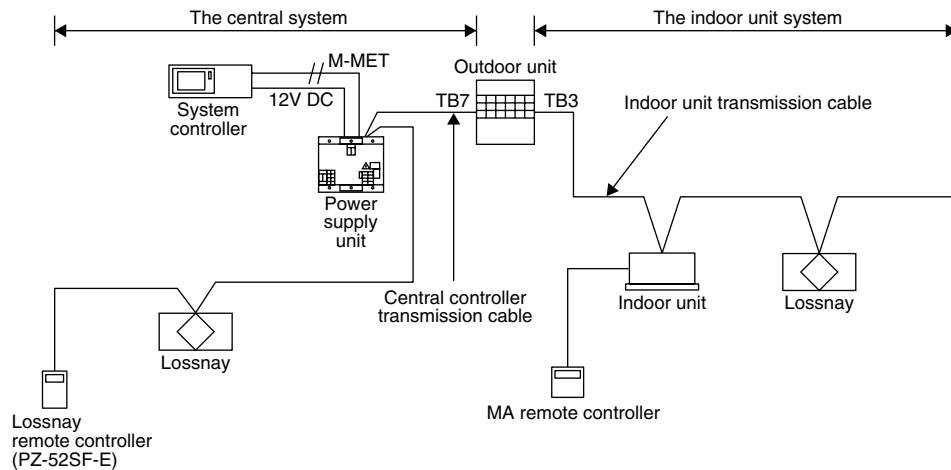 The central system
The indoor unit system
M-MET
12V DC
System
controller
Outdoor unit
TB7
TB3
Indoor unit transmission cable
Power
supply
unit
Central controller
transmission cable
Indoor unit
Lossnay
Lossnay
MA remote controller
Lossnay
remote controller
(PZ-52SF-E)